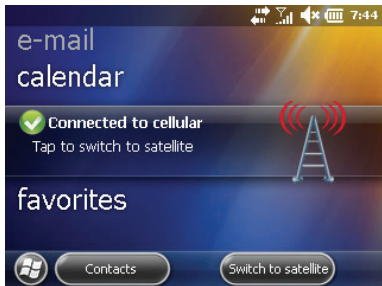 7:44
e-mail
calendar
Connected to cellular
Tap to switch to satellite
favorites
Contacts
Switch to satellite